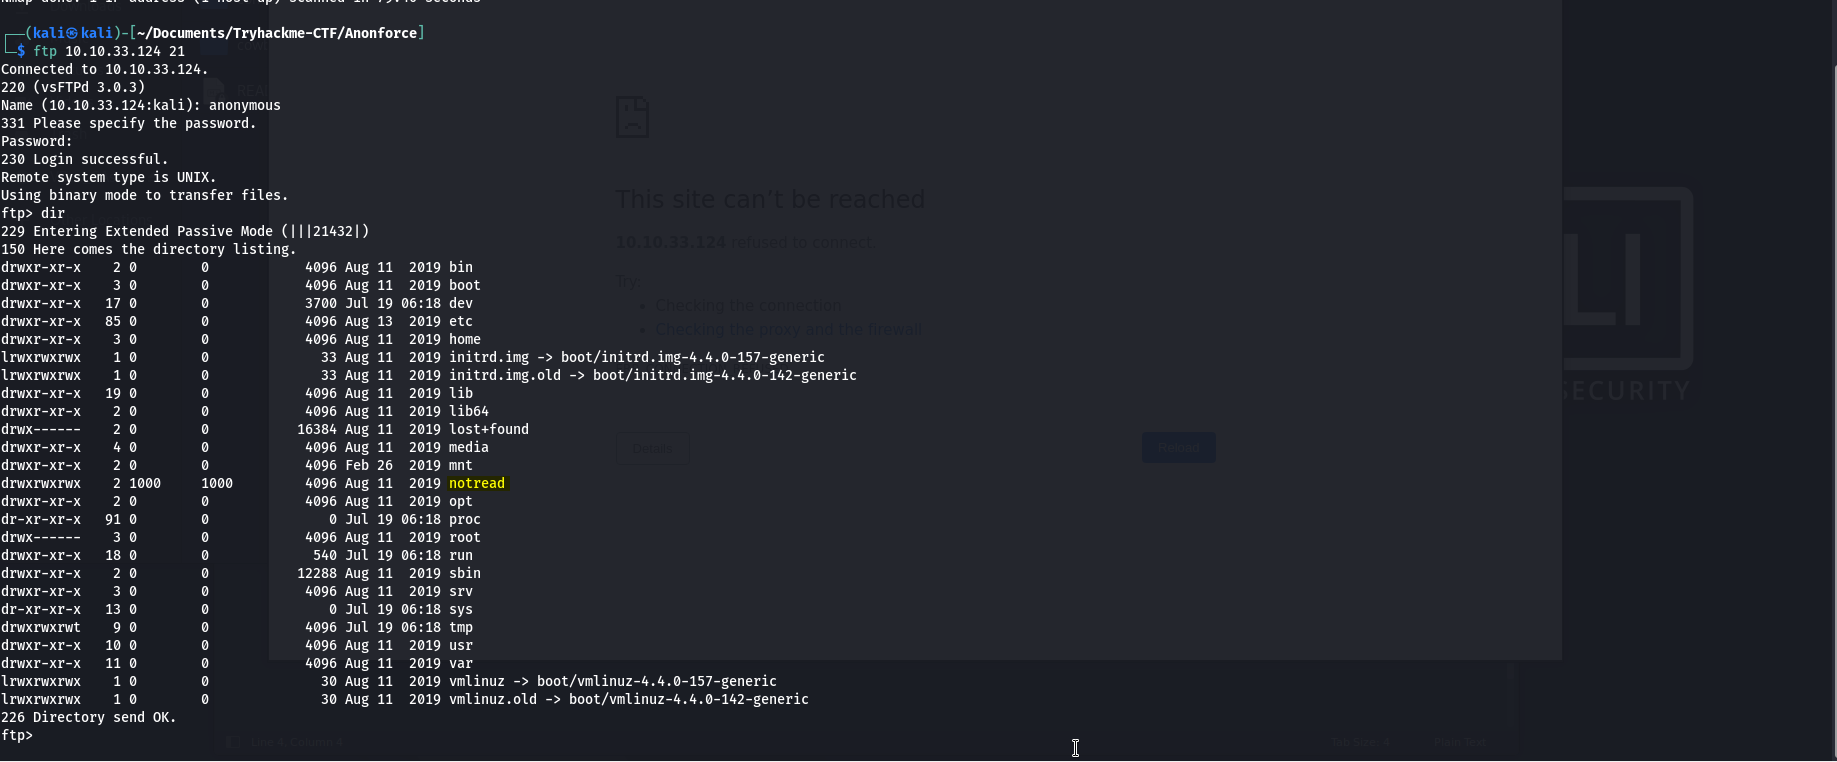 ┌──(kali㉿kali)-[~/Documents/Tryhackme-CTF/Anonforce]
└─$ ftp 10.10.33.124 21
Connected to 10.10.33.124.
220 (vsFTPd 3.0.3)
Name (10.10.33.124:kali): anonymous
331 Please specify the password.
Password:
230 Login successful.
Remote system type is UNIX.
Using binary mode to transfer files.
ftp> dir
229 Entering Extended Passive Mode (|||21432|)
150 Here comes the directory listing.
drwxr-xr-x    2 0        0            4096 Aug 11  2019 bin
drwxr-xr-x    3 0        0            4096 Aug 11  2019 boot
drwxr-xr-x   17 0        0            3700 Jul 19 06:18 dev
drwxr-xr-x   85 0        0            4096 Aug 13  2019 etc
drwxr-xr-x    3 0        0            4096 Aug 11  2019 home
lrwxrwxrwx    1 0        0              33 Aug 11  2019 initrd.img -> boot/initrd.img-4.4.0-157-generic
lrwxrwxrwx    1 0        0              33 Aug 11  2019 initrd.img.old -> boot/initrd.img-4.4.0-142-generic
drwxr-xr-x   19 0        0            4096 Aug 11  2019 lib
drwxr-xr-x    2 0        0            4096 Aug 11  2019 lib64
drwx------    2 0        0           16384 Aug 11  2019 lost+found
drwxr-xr-x    4 0        0            4096 Aug 11  2019 media
drwxr-xr-x    2 0        0            4096 Feb 26  2019 mnt
drwxrwxrwx    2 1000     1000         4096 Aug 11  2019 notread
drwxr-xr-x    2 0        0            4096 Aug 11  2019 opt
dr-xr-xr-x   91 0        0               0 Jul 19 06:18 proc
drwx------    3 0        0            4096 Aug 11  2019 root
drwxr-xr-x   18 0        0             540 Jul 19 06:18 run
drwxr-xr-x    2 0        0           12288 Aug 11  2019 sbin
drwxr-xr-x    3 0        0            4096 Aug 11  2019 srv
dr-xr-xr-x   13 0        0               0 Jul 19 06:18 sys
drwxrwxrwt    9 0        0            4096 Jul 19 06:18 tmp
drwxr-xr-x   10 0        0            4096 Aug 11  2019 usr
drwxr-xr-x   11 0        0            4096 Aug 11  2019 var
lrwxrwxrwx    1 0        0              30 Aug 11  2019 vmlinuz -> boot/vmlinuz-4.4.0-157-generic
lrwxrwxrwx    1 0        0              30 Aug 11  2019 vmlinuz.old -> boot/vmlinuz-4.4.0-142-generic
226 Directory send OK.
ftp>
This site can't be reached
10.10.33.124 refused to connect.
Try:
Checking the connection
Checking the proxy and the firewall
Details
Reload
SECURITY
Line 4, Column 4
Tab Size: 4
Plain Text